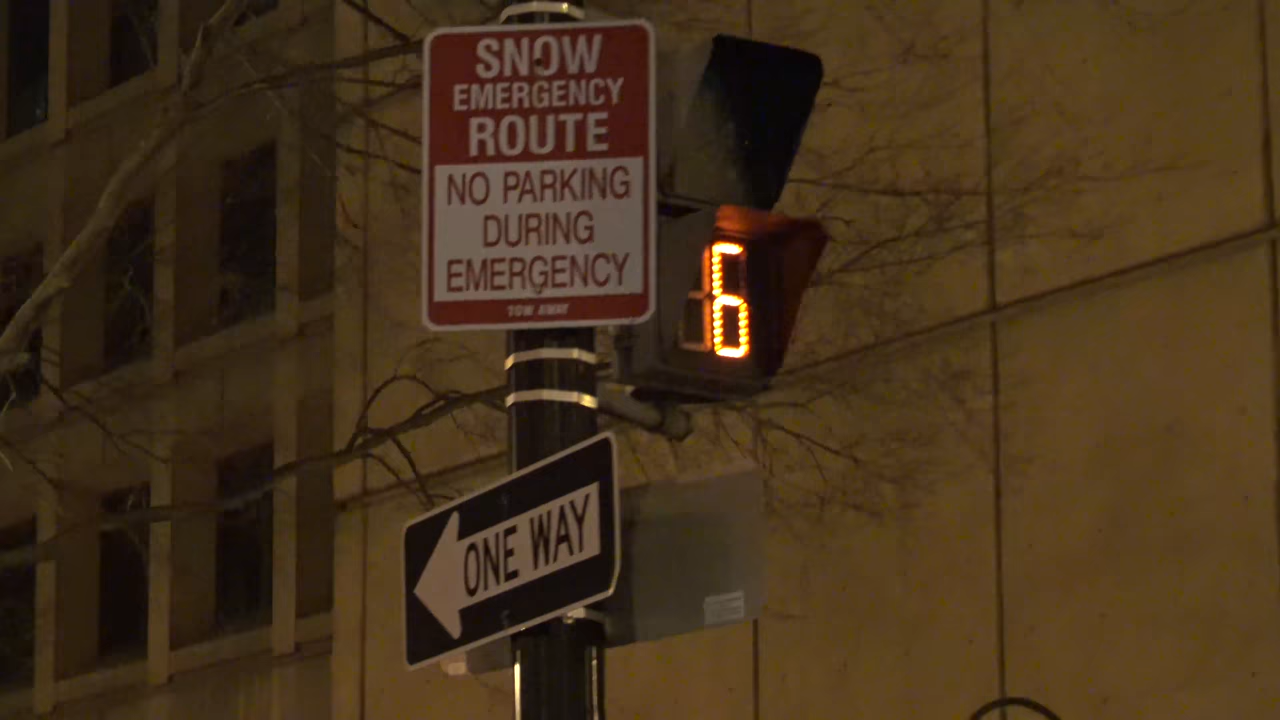 SNOW
EMERGENCY
ROUTE
NO PARKING
DURING
EMERGENCY
TOW AWAY
6
ONE WAY